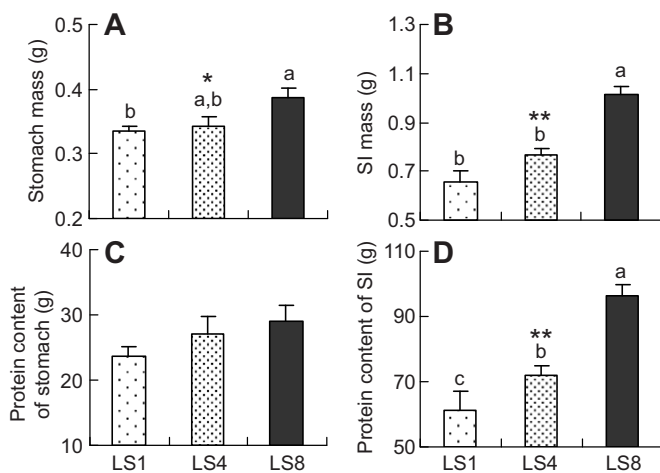 A
Stomach mass (g)
0.5
0.4
0.3
0.2
b
*
a,b
a
B
SI mass (g)
1.3
1.1
0.9
0.7
0.5
b
**
b
a
C
Protein content
of stomach (g)
40
30
20
10
LS1 LS4 LS8
D
Protein content of SI (g)
110
90
70
50
c
**
b
a
LS1 LS4 LS8